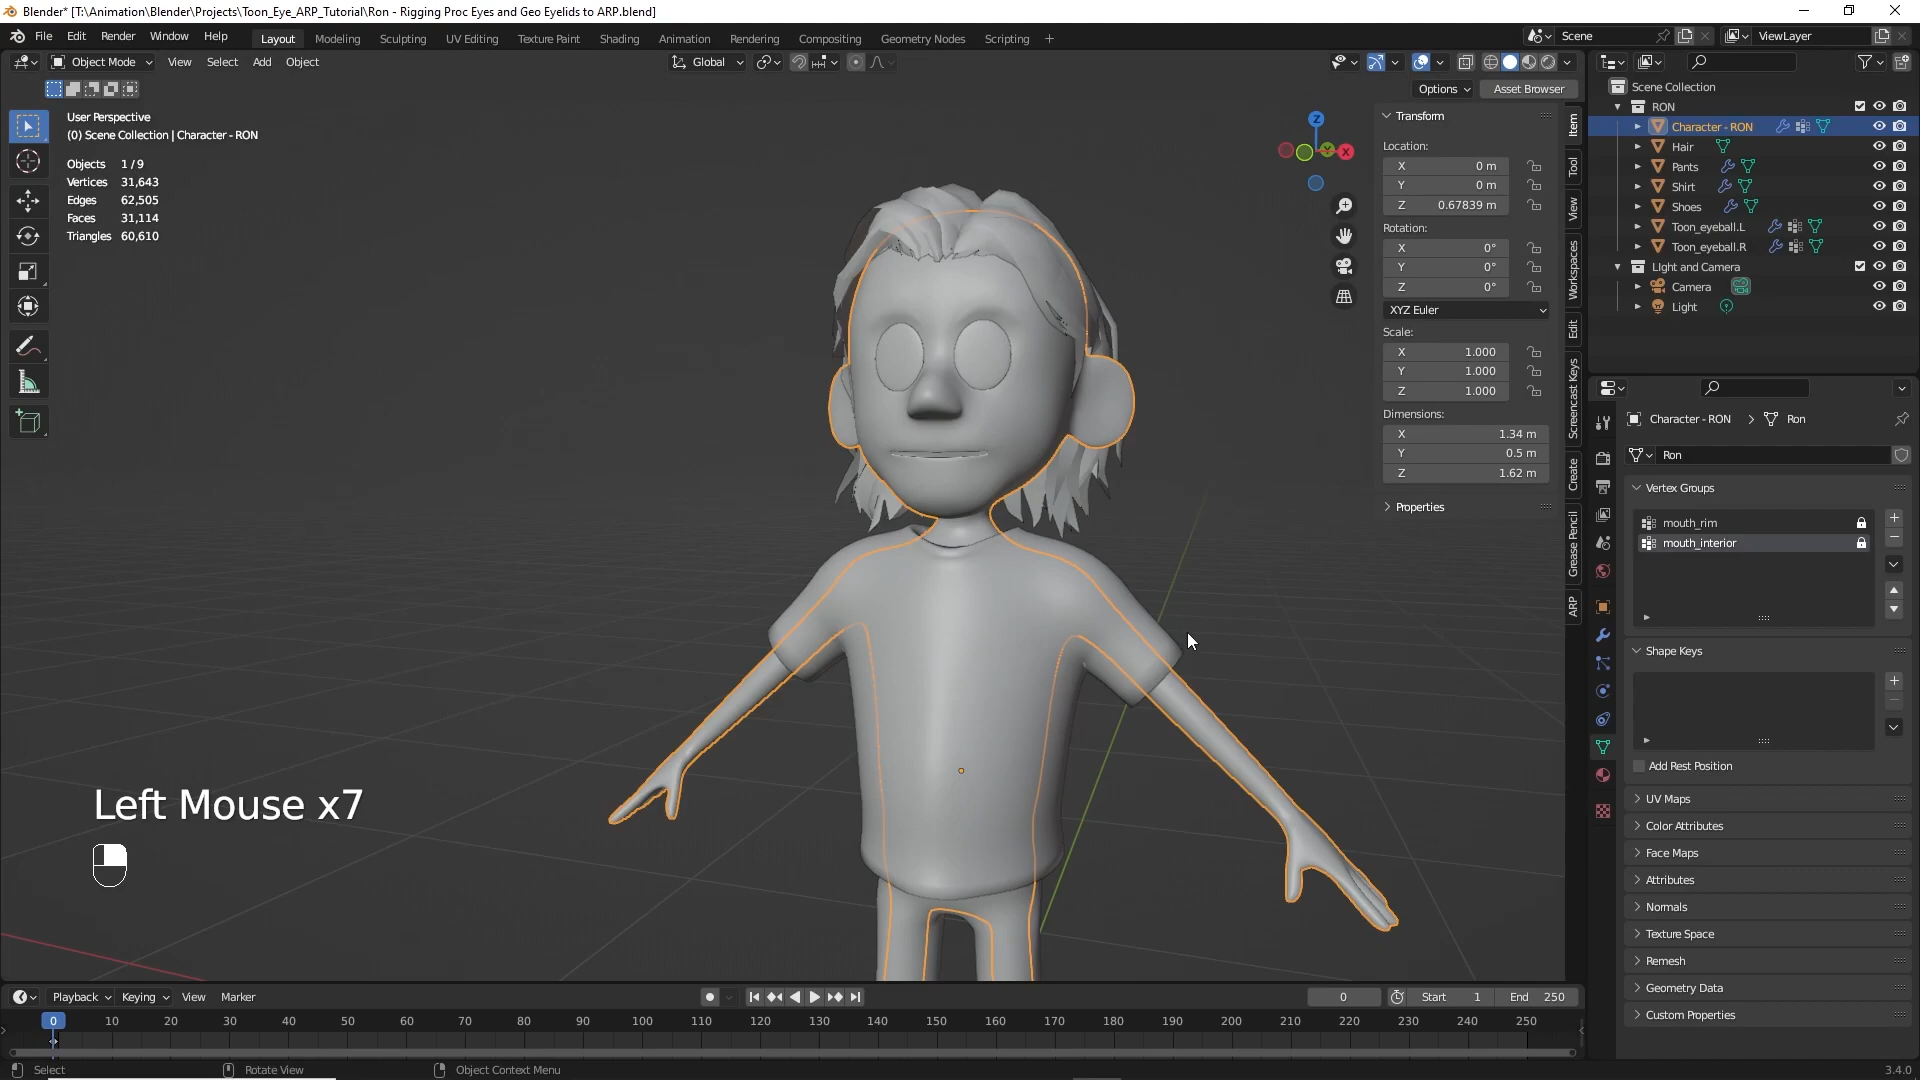 Blender* [T:\Animation\Blender\Projects\Toon_Eye_ARP_Tutorial\Ron - Rigging Proc Eyes and Geo Eyelids to ARP.blend]
File Edit Render Window Help Layout Modeling Sculpting UV Editing Texture Paint Shading Animation Rendering Compositing Geometry Nodes Scripting + Scene ViewLayer
Object Mode View Select Add Object Global
Options Asset Browser
User Perspective
(0) Scene Collection | Character - RON
Objects 1 / 9
Vertices 31,643
Edges 62,505
Faces 31,114
Triangles 60,610
Z
Y
X
Transform
Location:
X 0 m
Y 0 m
Z 0.67839 m
Rotation:
X 0°
Y 0°
Z 0°
XYZ Euler
Scale:
X 1.000
Y 1.000
Z 1.000
Dimensions:
X 1.34 m
Y 0.5 m
Z 1.62 m
Properties
Item
Tool
View
Workspaces
Edit
Screencast Keys
Create
Grease Pencil
ARP
Scene Collection
RON
Character - RON
Hair
Pants
Shirt
Shoes
Toon_eyeball.L
Toon_eyeball.R
LIght and Camera
Camera
Light
Character - RON > Ron
Ron
Vertex Groups
mouth_rim
mouth_interior
Shape Keys
Add Rest Position
UV Maps
Color Attributes
Face Maps
Attributes
Normals
Texture Space
Remesh
Geometry Data
Custom Properties
Left Mouse x7
Playback Keying View Marker 0 Start 1 End 250
0 10 20 30 40 50 60 70 80 90 100 110 120 130 140 150 160 170 180 190 200 210 220 230 240 250
Select Rotate View Object Context Menu 3.4.0